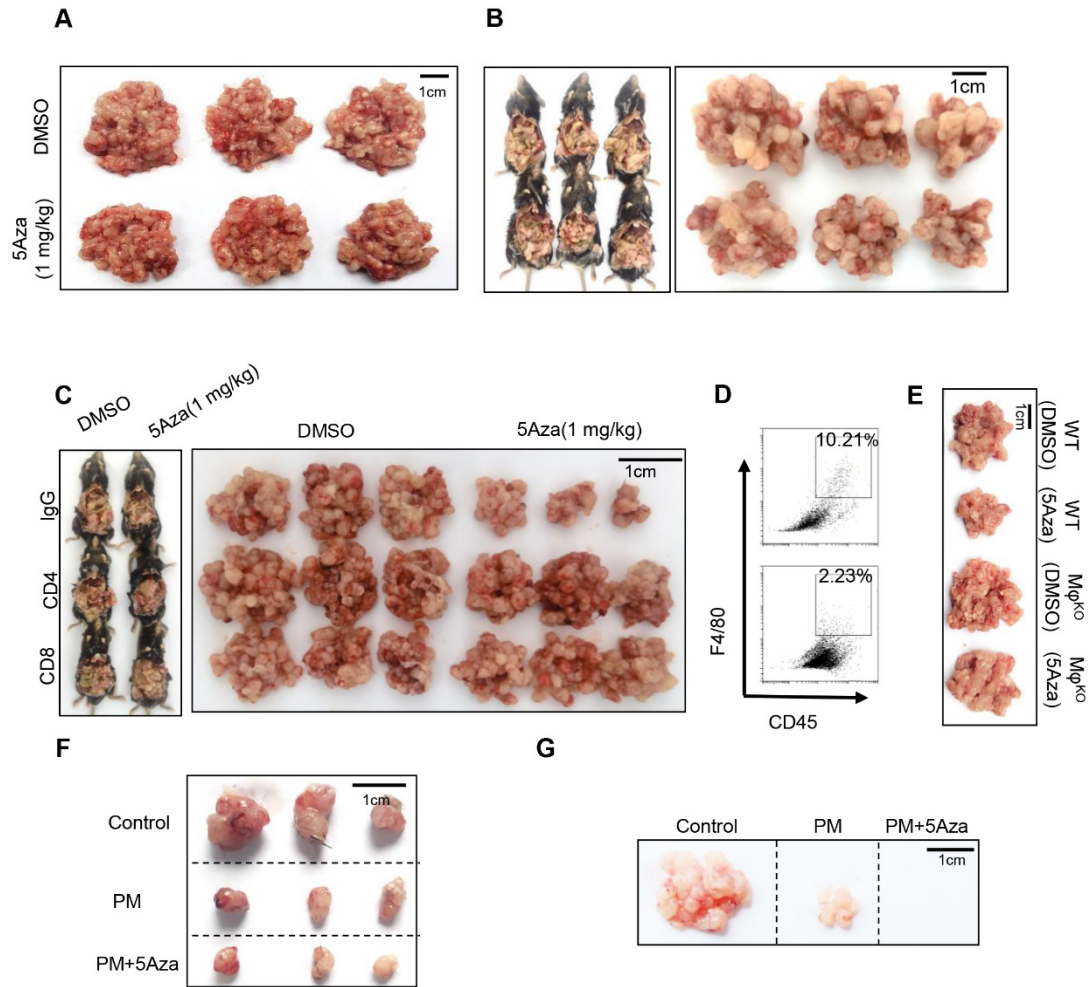 A
B
DMSO
5Aza
(1 mg/kg)
1cm
1cm
C
DMSO
5Aza(1 mg/kg)
DMSO
5Aza(1 mg/kg)
1cm
IgG
CD4
CD8
D
10.21%
2.23%
F4/80
CD45
E
1cm
WT
(DMSO)
WT
(5Aza)
Mφᴷᴼ
(DMSO)
Mφᴷᴼ
(5Aza)
F
1cm
Control
PM
PM+5Aza
G
Control PM PM+5Aza
1cm